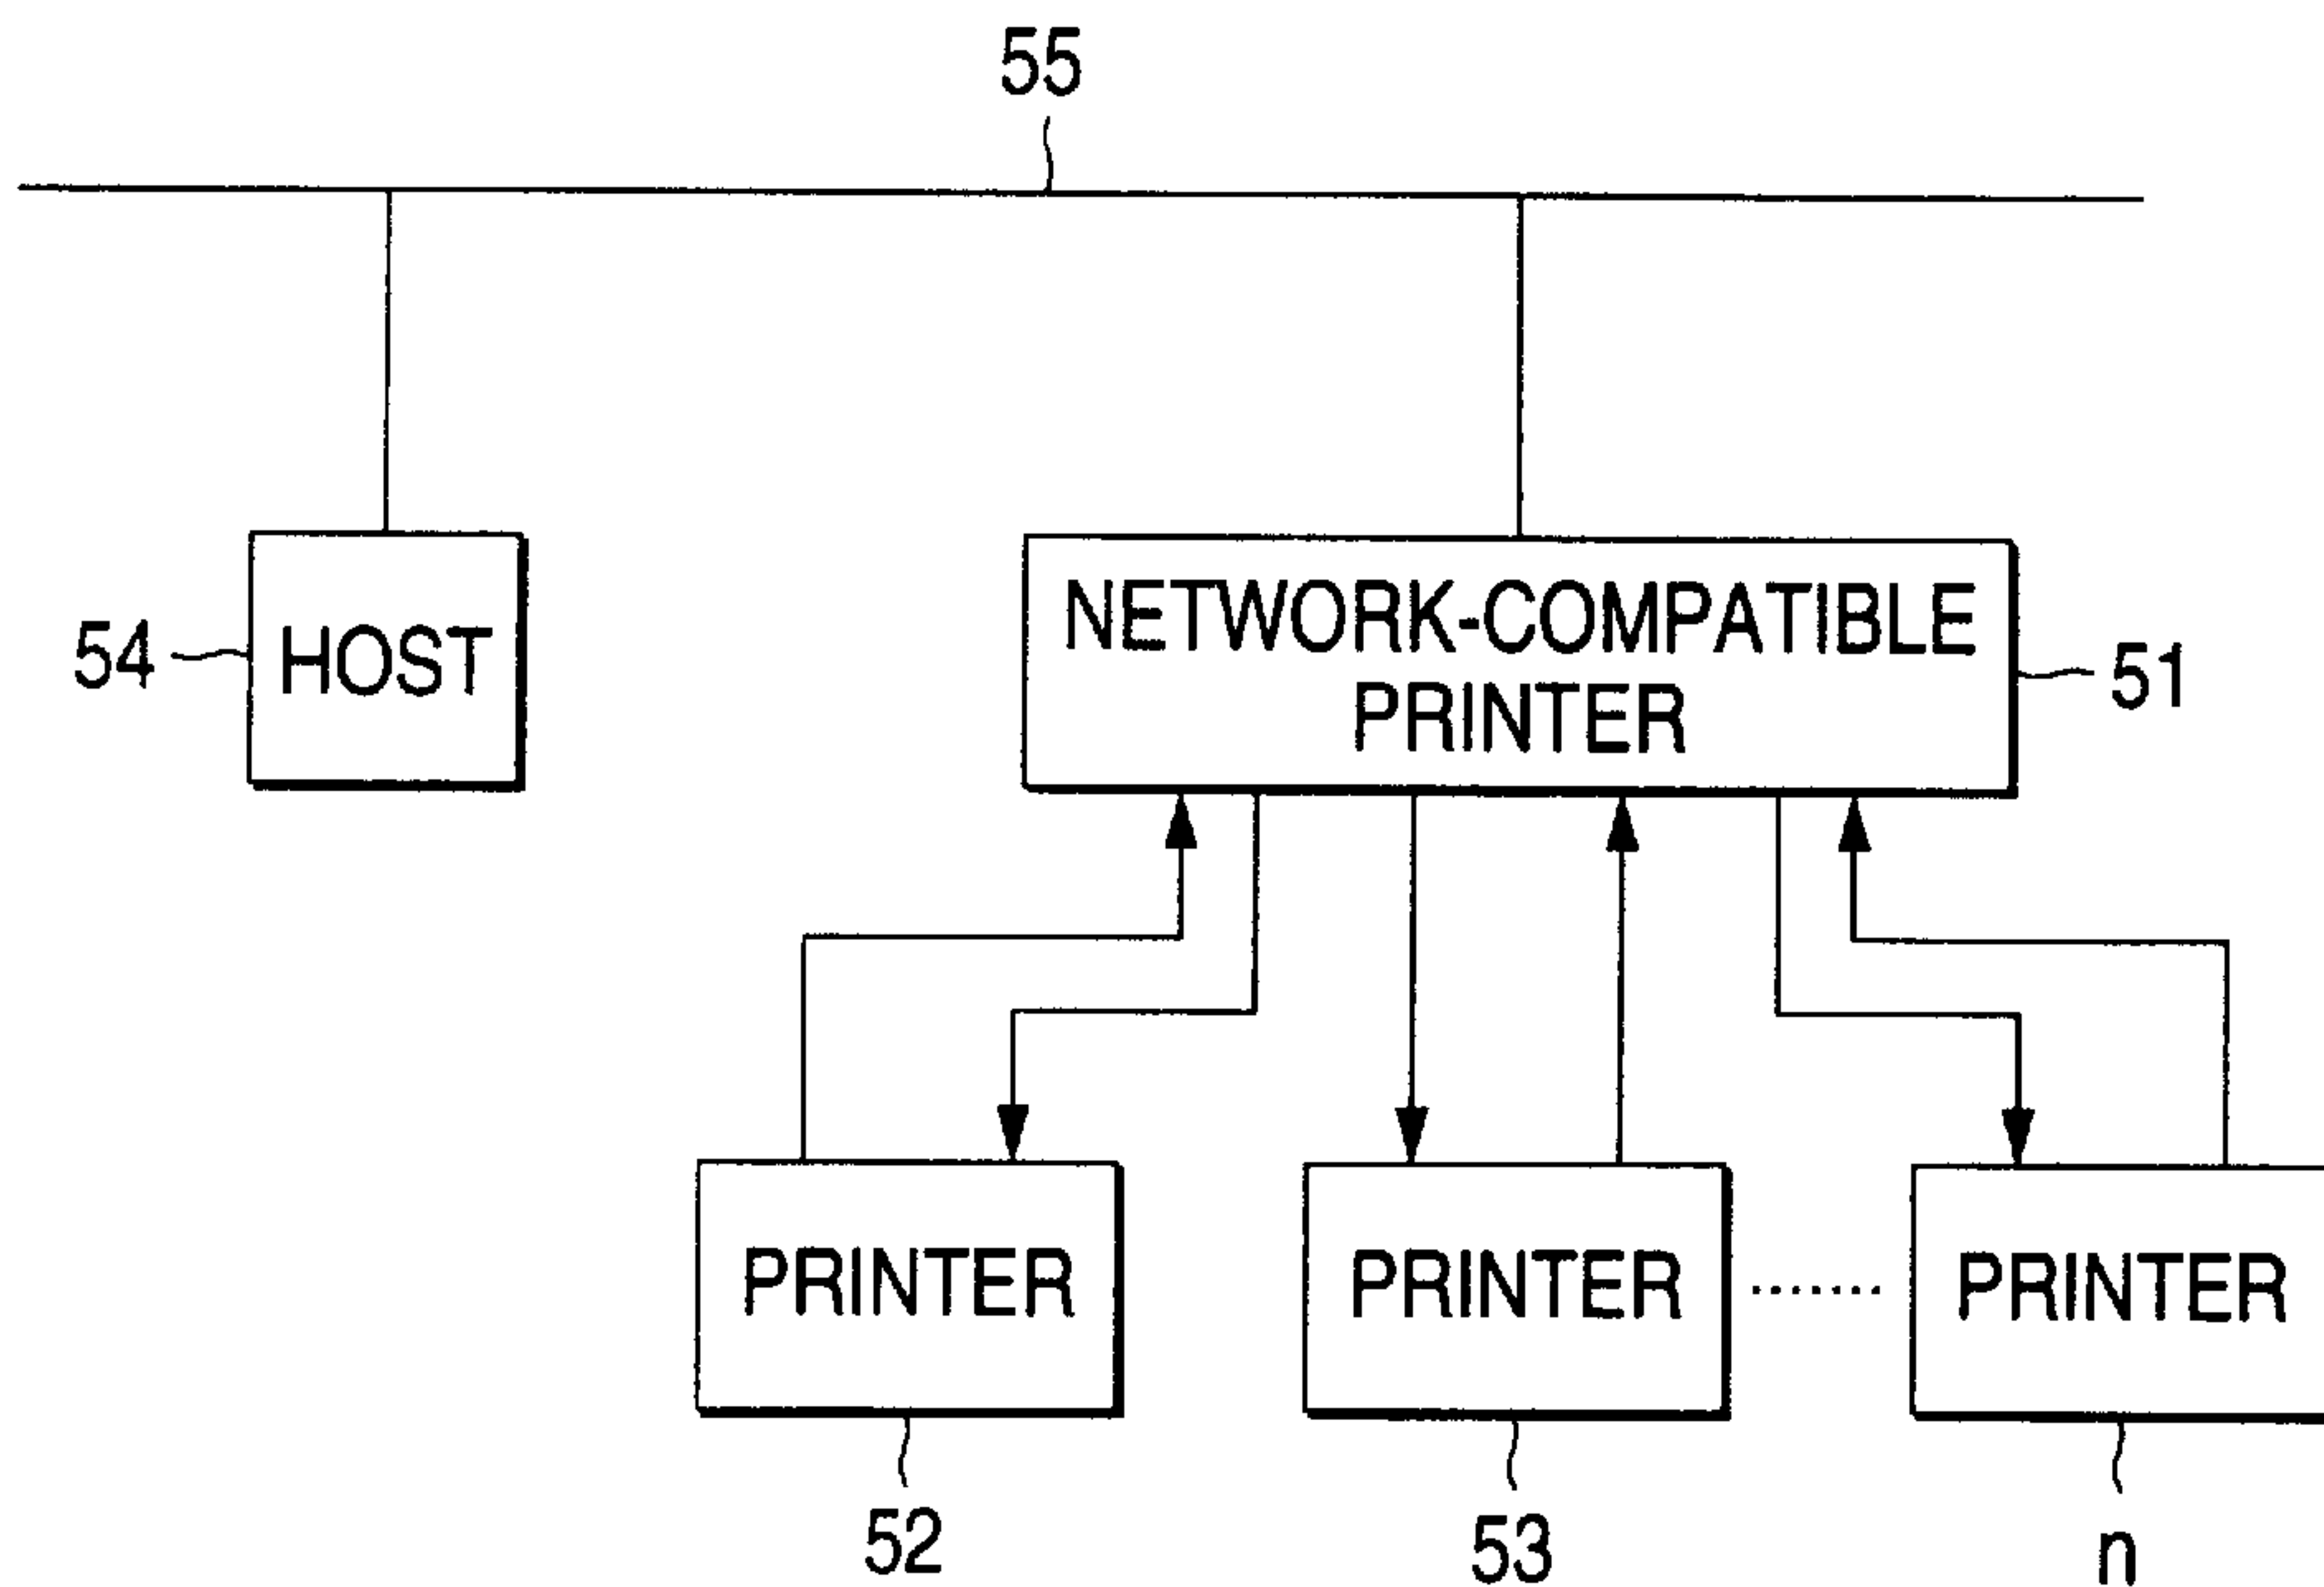 55
54
HOST
NETWORK-COMPATIBLE
PRINTER
51
PRINTER
PRINTER
.......
PRINTER
52
53
n